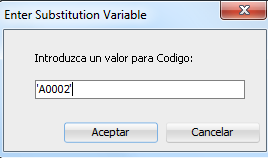 Enter Substitution Variable
Introduzca un valor para Codigo:
'A0002'
Aceptar
Cancelar